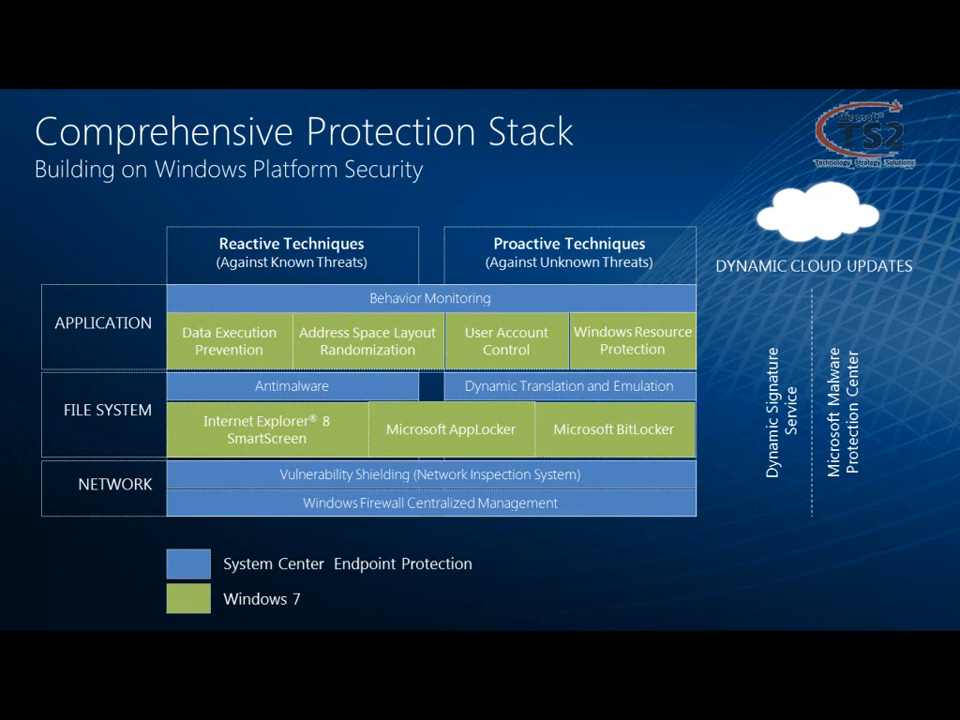 Comprehensive Protection Stack
Building on Windows Platform Security
Microsoft
TS2
Technology Strategy Solutions
Reactive Techniques
(Against Known Threats)
Proactive Techniques
(Against Unknown Threats)
DYNAMIC CLOUD UPDATES
APPLICATION
Behavior Monitoring
Data Execution
Prevention
Address Space Layout
Randomization
User Account
Control
Windows Resource
Protection
FILE SYSTEM
Antimalware
Dynamic Translation and Emulation
Internet Explorer® 8
SmartScreen
Microsoft AppLocker
Microsoft BitLocker
NETWORK
Vulnerability Shielding (Network Inspection System)
Windows Firewall Centralized Management
Dynamic Signature
Service
Microsoft Malware
Protection Center
System Center Endpoint Protection
Windows 7